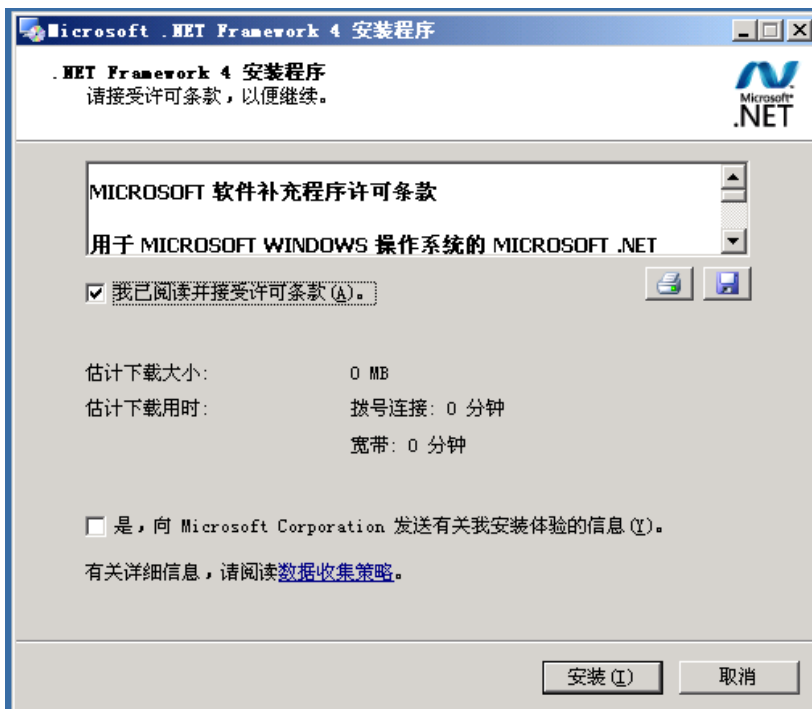 Microsoft .NET Framework 4 安装程序
.NET Framework 4 安装程序
请接受许可条款，以便继续。
Microsoft
.NET
MICROSOFT 软件补充程序许可条款
用于 MICROSOFT WINDOWS 操作系统的 MICROSOFT .NET
我已阅读并接受许可条款(A)。
估计下载大小: 0 MB
估计下载用时: 拨号连接: 0 分钟
宽带: 0 分钟
是，向 Microsoft Corporation 发送有关我安装体验的信息(Y)。
有关详细信息，请阅读数据收集策略。
安装(I) 取消